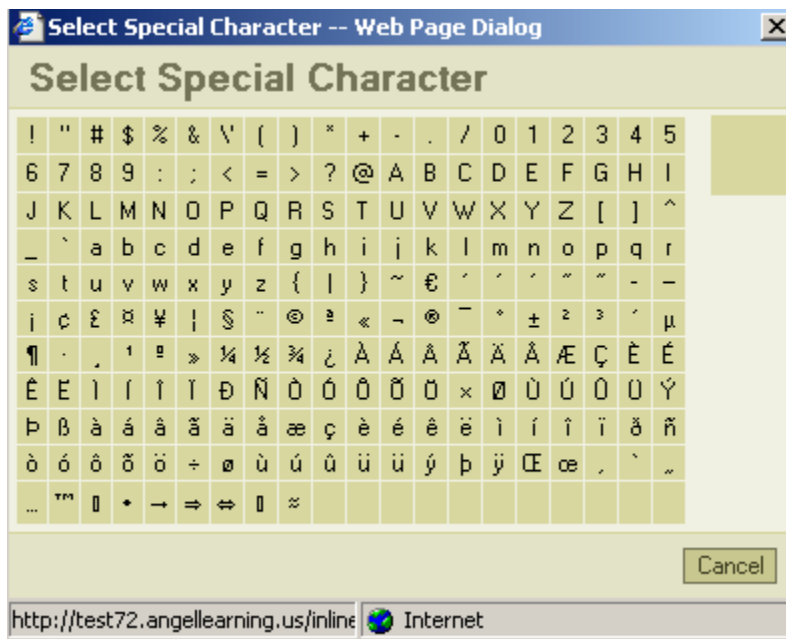 Select Special Character -- Web Page Dialog
Select Special Character
! " # $ % & \' ( ) * + - . / 0 1 2 3 4 5
6 7 8 9 : ; < = > ? @ A B C D E F G H I
J K L M N O P Q R S T U V W X Y Z [ ] ^
_ ` a b c d e f g h i j k l m n o p q r
s t u v w x y z { | } ~ €
¡ ¢ £ ¤ ¥ ¦ § ¨ © ª « ¬ ® ¯ ° ± ² ³ ´ µ
¶ · ¸ ¹ º » ¼ ½ ¾ ¿ À Á Â Ã Ä Å Æ Ç È É
Ê Ë Ì Í Î Ï Ð Ñ Ò Ó Ô Õ Ö × Ø Ù Ú Û Ü Ý
Þ ß à á â ã ä å æ ç è é ê ë ì í î ï ð ñ
ò ó ô õ ö ÷ ø ù ú û ü ü ý þ ÿ Œ œ ‚ „
… ™ • → ⇒ ⇔ ≈
Cancel
http://test72.angellearning.us/inline Internet